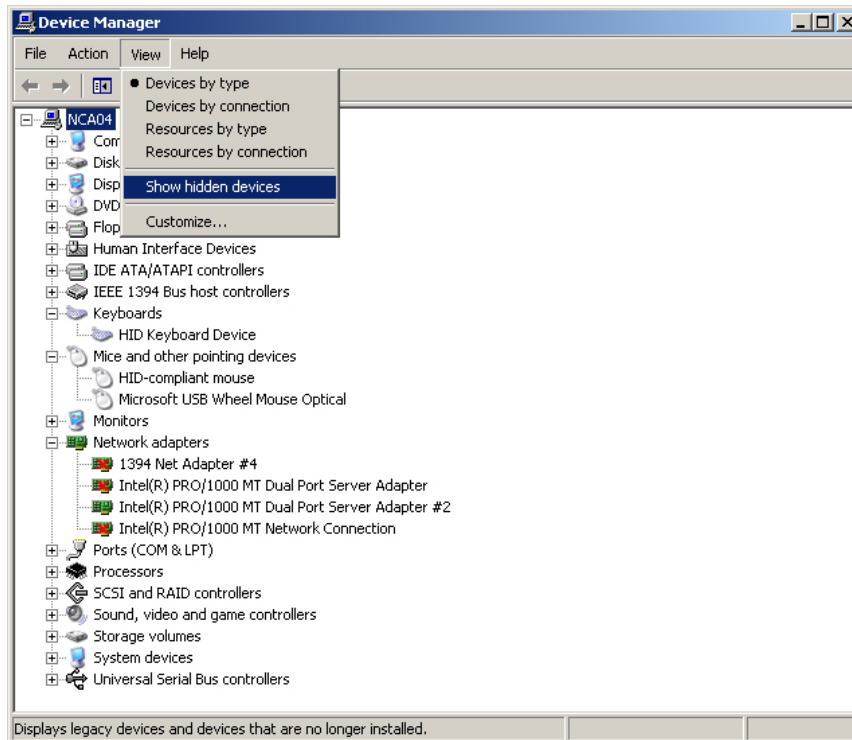 Device Manager
File Action View Help
Devices by type
Devices by connection
Resources by type
Resources by connection
Show hidden devices
Customize...
NCA04
Com
Disk
Disp
DVD
Flop
Human Interface Devices
IDE ATA/ATAPI controllers
IEEE 1394 Bus host controllers
Keyboards
HID Keyboard Device
Mice and other pointing devices
HID-compliant mouse
Microsoft USB Wheel Mouse Optical
Monitors
Network adapters
1394 Net Adapter #4
Intel(R) PRO/1000 MT Dual Port Server Adapter
Intel(R) PRO/1000 MT Dual Port Server Adapter #2
Intel(R) PRO/1000 MT Network Connection
Ports (COM & LPT)
Processors
SCSI and RAID controllers
Sound, video and game controllers
Storage volumes
System devices
Universal Serial Bus controllers
Displays legacy devices and devices that are no longer installed.